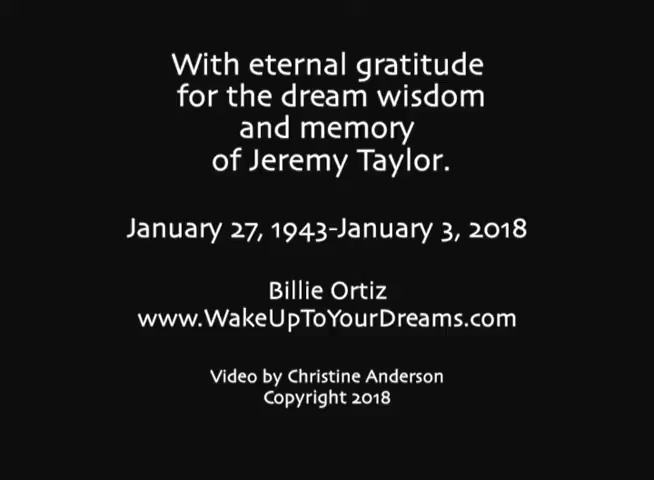 With eternal gratitude
for the dream wisdom
and memory
of Jeremy Taylor.
January 27, 1943-January 3, 2018
Billie Ortiz
www.WakeUpToYourDreams.com
Video by Christine Anderson
Copyright 2018